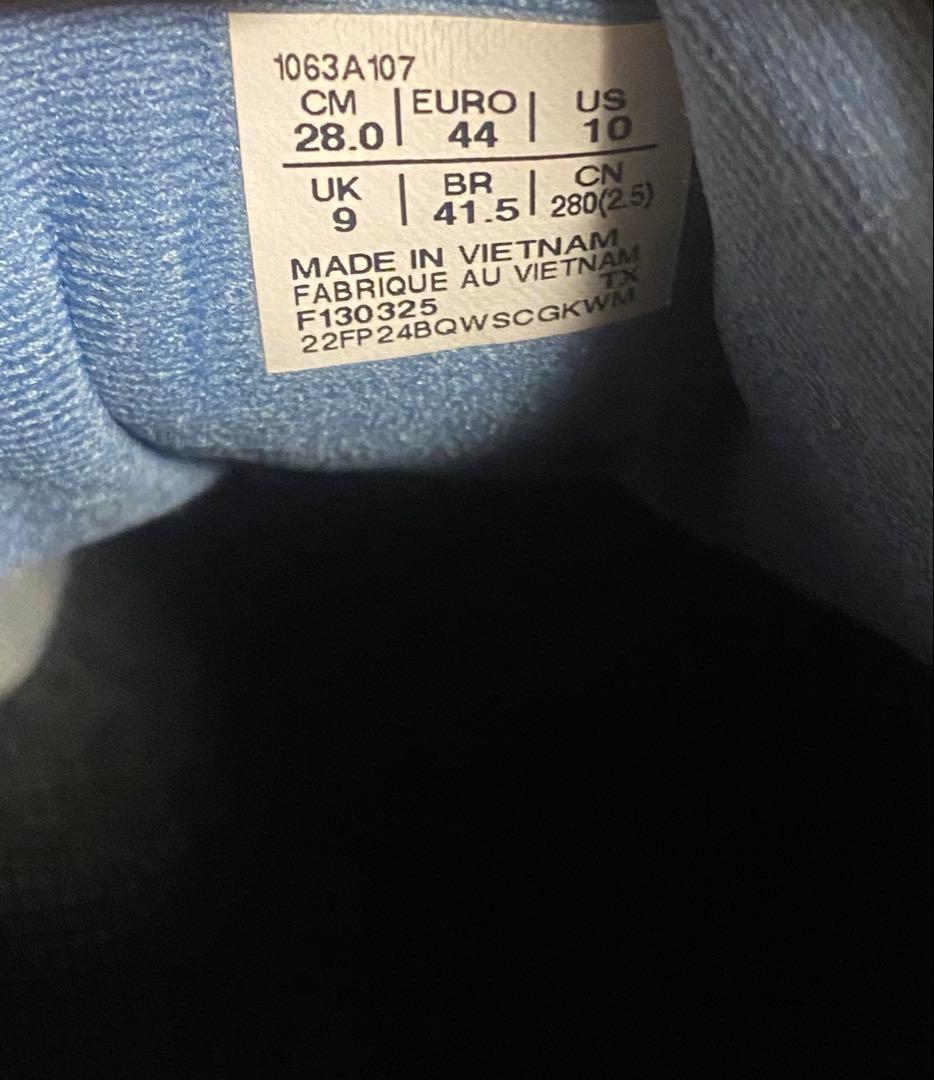 1063A107
CM | EURO | US
28.0 | 44 | 10
UK | BR | CN
9 | 41.5 | 280(2.5)
MADE IN VIETNAM
FABRIQUE AU VIETNAM
F130325 TX
22FP24BQWSCGKWM